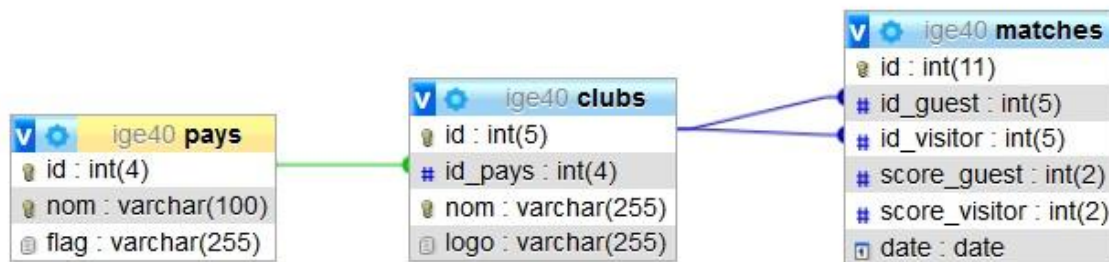 v ige40 pays
id : int(4)
nom : varchar(100)
flag : varchar(255)
v ige40 clubs
id : int(5)
# id_pays : int(4)
nom : varchar(255)
logo : varchar(255)
v ige40 matches
id : int(11)
# id_guest : int(5)
# id_visitor : int(5)
# score_guest : int(2)
# score_visitor : int(2)
date : date